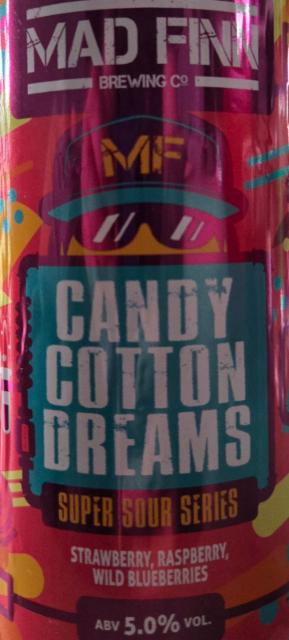 MAD FINN
BREWING Co
MF
CANDY
COTTON
DREAMS
SUPER SOUR SERIES
STRAWBERRY, RASPBERRY,
WILD BLUEBERRIES
ABV 5.0% VOL.